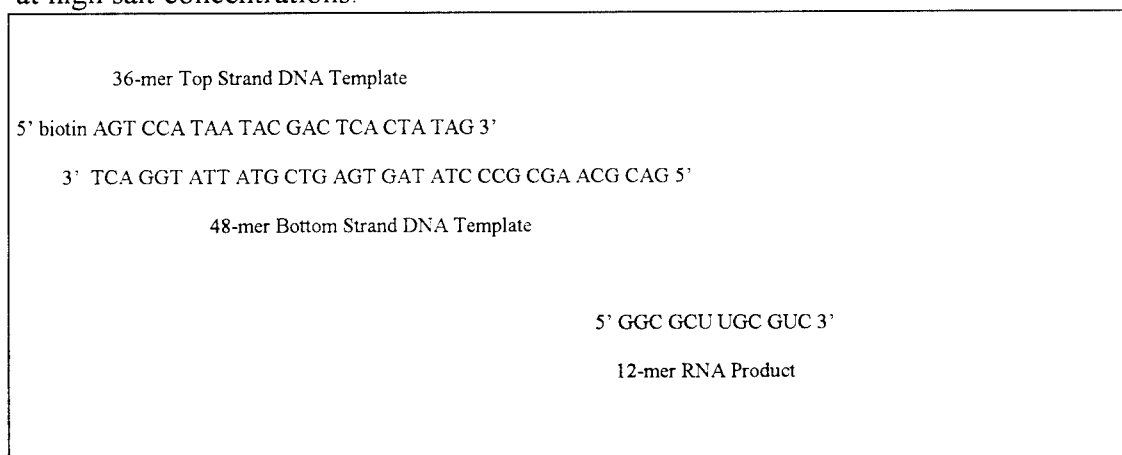 at high salt concentrations.
36-mer Top Strand DNA Template
5' biotin AGT CCA TAA TAC GAC TCA CTA TAG 3'
3' TCA GGT ATT ATG CTG AGT GAT ATC CCG CGA ACG CAG 5'
48-mer Bottom Strand DNA Template
5' GGC GCU UGC GUC 3'
12-mer RNA Product